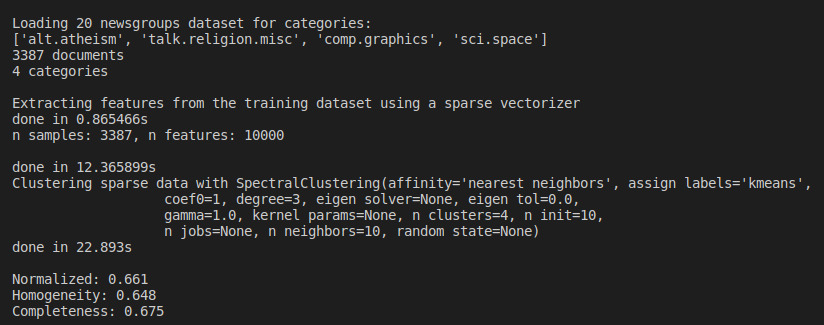 Loading 20 newsgroups dataset for categories:
['alt.atheism', 'talk.religion.misc', 'comp.graphics', 'sci.space']
3387 documents
4 categories
Extracting features from the training dataset using a sparse vectorizer
done in 0.865466s
n samples: 3387, n features: 10000
done in 12.365899s
Clustering sparse data with SpectralClustering(affinity='nearest neighbors', assign labels='kmeans',
coef0=1, degree=3, eigen solver=None, eigen tol=0.0,
gamma=1.0, kernel params=None, n clusters=4, n init=10,
n jobs=None, n neighbors=10, random state=None)
done in 22.893s
Normalized: 0.661
Homogeneity: 0.648
Completeness: 0.675